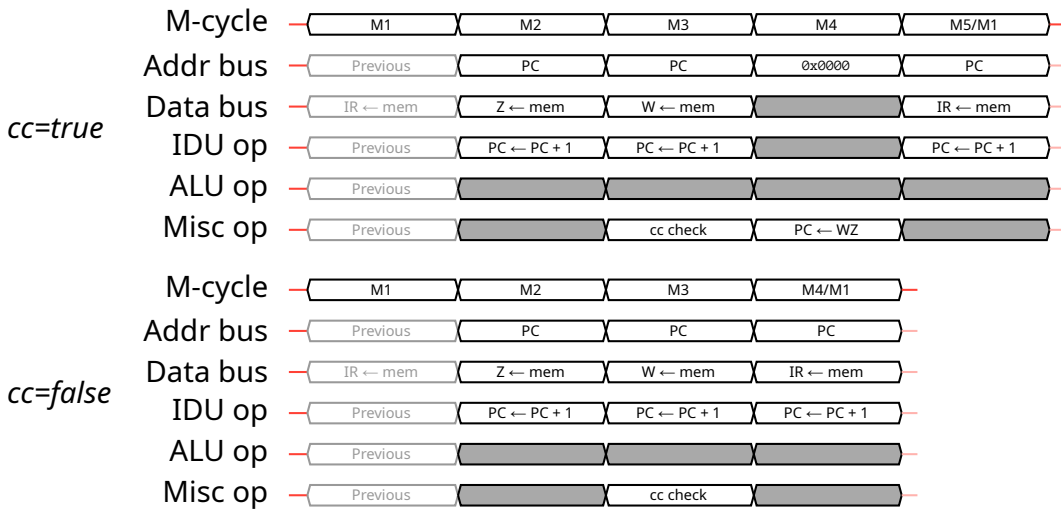 M-cycle M1 M2 M3 M4 M5/M1
Addr bus Previous PC PC 0x0000 PC
Data bus IR ← mem Z ← mem W ← mem IR ← mem
cc=true
IDU op Previous PC ← PC + 1 PC ← PC + 1 PC ← PC + 1
ALU op Previous
Misc op Previous cc check PC ← WZ
M-cycle M1 M2 M3 M4/M1
Addr bus Previous PC PC PC
Data bus IR ← mem Z ← mem W ← mem IR ← mem
cc=false
IDU op Previous PC ← PC + 1 PC ← PC + 1 PC ← PC + 1
ALU op Previous
Misc op Previous cc check